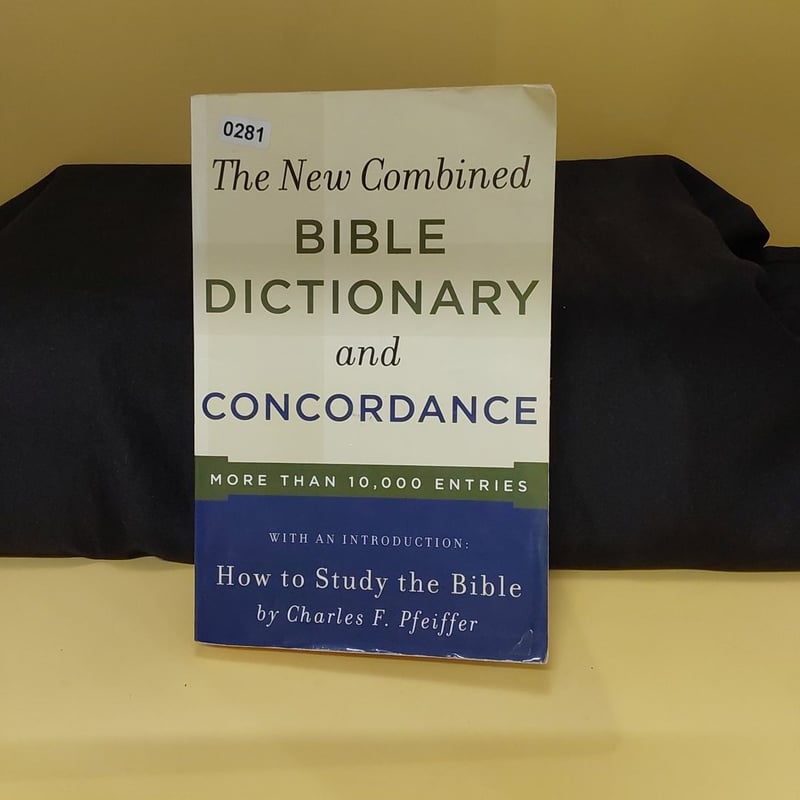 0281
The New Combined
BIBLE
DICTIONARY
and
CONCORDANCE
MORE THAN 10,000 ENTRIES
WITH AN INTRODUCTION:
How to Study the Bible
by Charles F. Pfeiffer